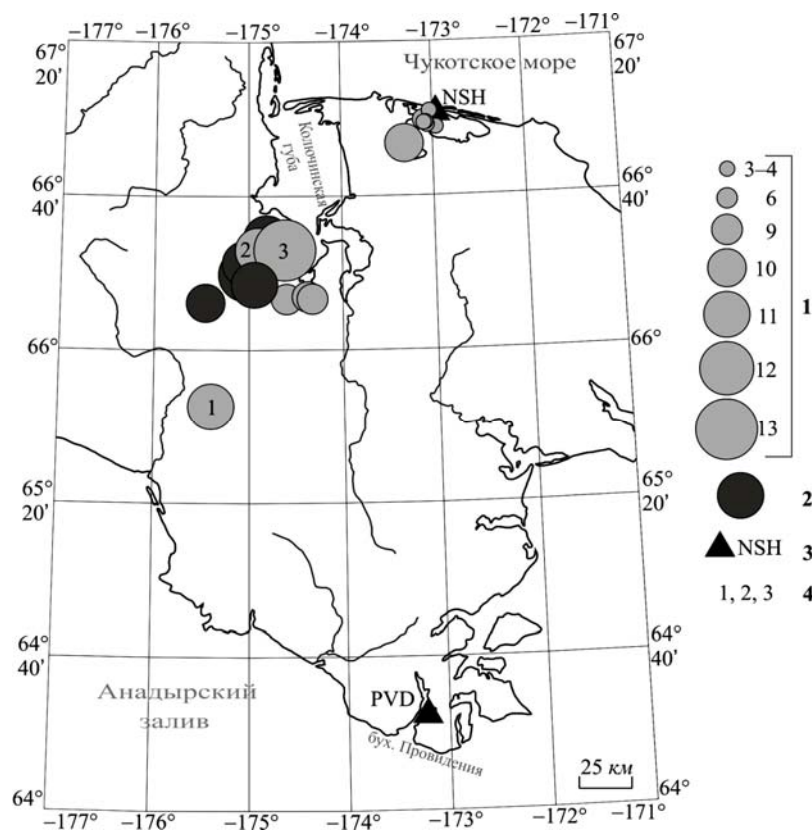 −177° −176° −175° −174° −173° −172° −171°
67°
20'
67°
20'
Чукотское море
NSH
Колючинская
губа
3–4
6
9
10
11
12
13
1
66°
40'
66°
40'
2
3
66°
66°
1
65°
20'
65°
20'
2
NSH
3
1, 2, 3
4
64°
40'
64°
40'
Анадырский
залив
PVD
бух. Провидения
25 км
64°
64°
−177° −176° −175° −174° −173° −172° −171°